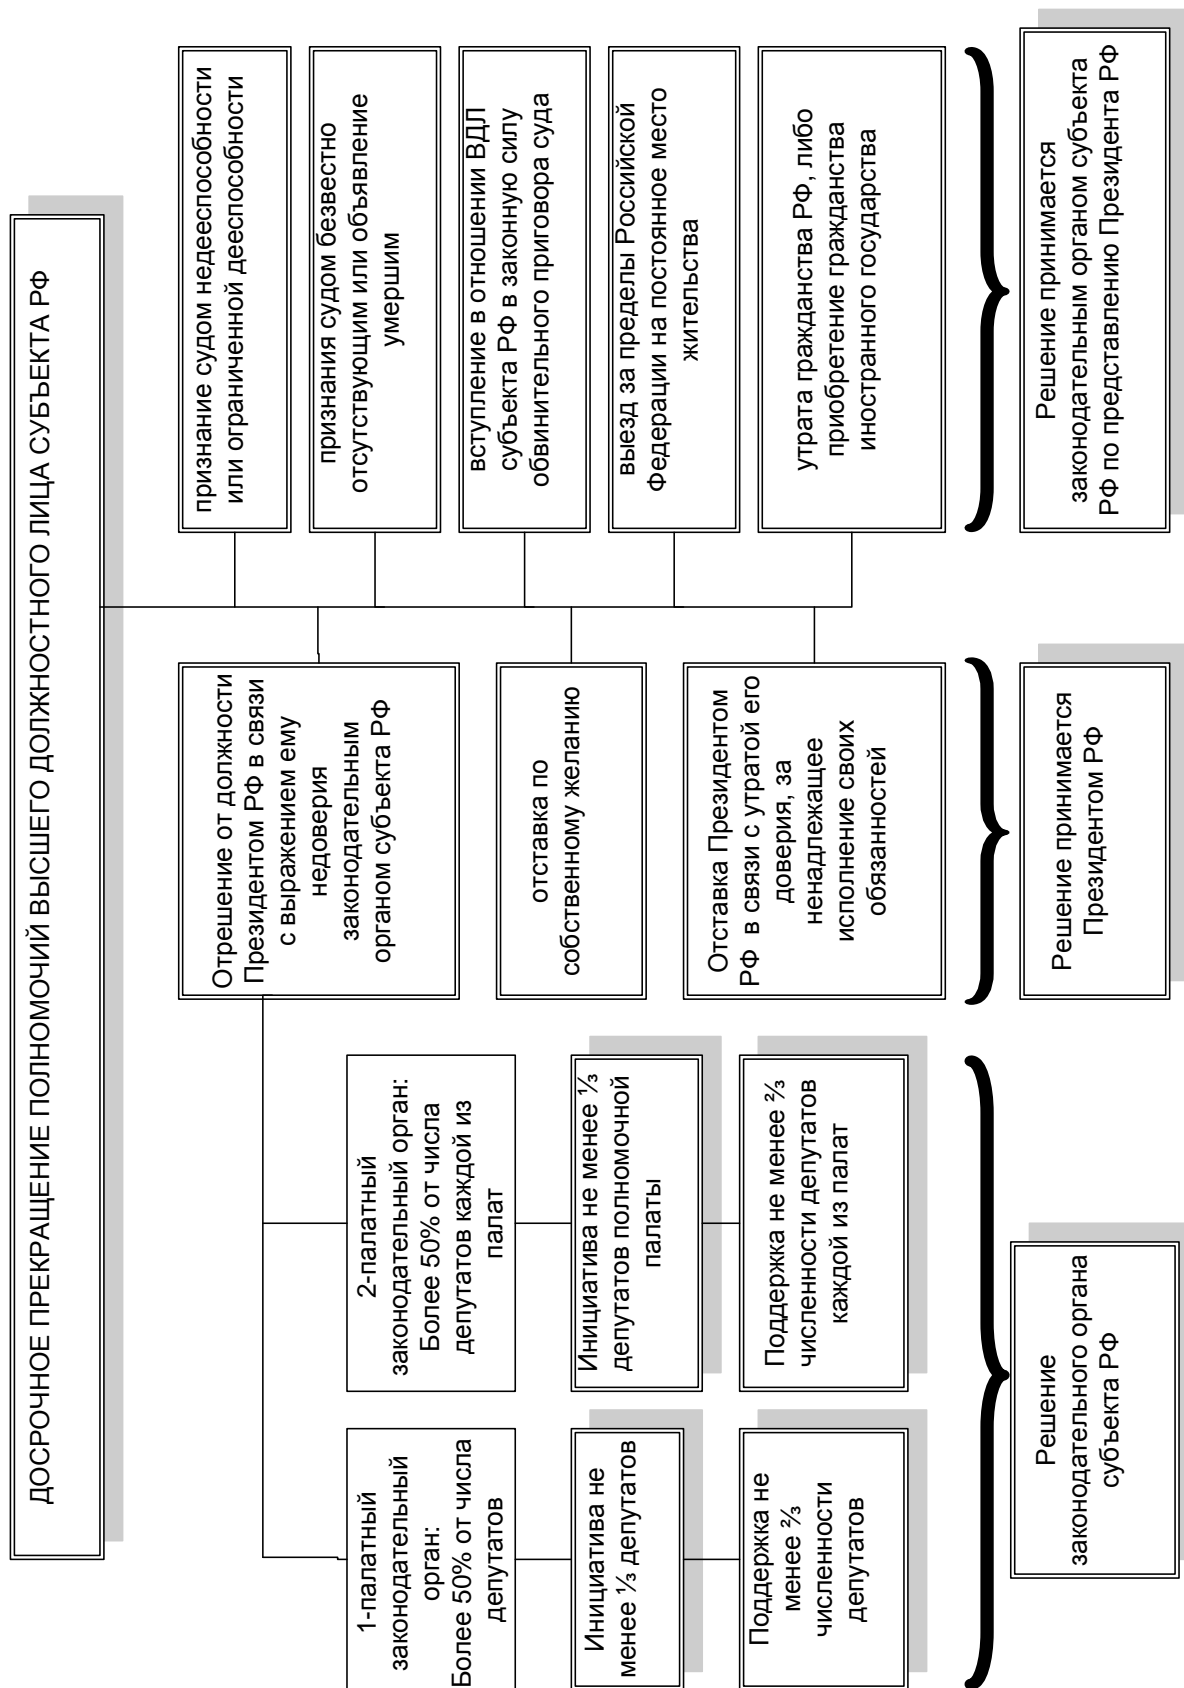 ДОСРОЧНОЕ ПРЕКРАЩЕНИЕ ПОЛНОМОЧИЙ ВЫСШЕГО ДОЛЖНОСТНОГО ЛИЦА СУБЪЕКТА РФ
1-палатный
законодательный
орган:
Более 50% от числа
депутатов
Инициатива не
менее ⅓ депутатов
Поддержка не
менее ⅔
численности
депутатов
2-палатный
законодательный орган:
Более 50% от числа
депутатов каждой из
палат
Инициатива не менее ⅓
депутатов полномочной
палаты
Поддержка не менее ⅔
численности депутатов
каждой из палат
Решение
законодательного органа
субъекта РФ
Отрешение от должности
Президентом РФ в связи
с выражением ему
недоверия
законодательным
органом субъекта РФ
отставка по
собственному желанию
Отставка Президентом
РФ в связи с утратой его
доверия, за
ненадлежащее
исполнение своих
обязанностей
Решение принимается
Президентом РФ
признание судом недееспособности
или ограниченной дееспособности
признания судом безвестно
отсутствующим или объявление
умершим
вступление в отношении ВДЛ
субъекта РФ в законную силу
обвинительного приговора суда
выезд за пределы Российской
Федерации на постоянное место
жительства
утрата гражданства РФ, либо
приобретение гражданства
иностранного государства
Решение принимается
законодательным органом субъекта
РФ по представлению Президента РФ